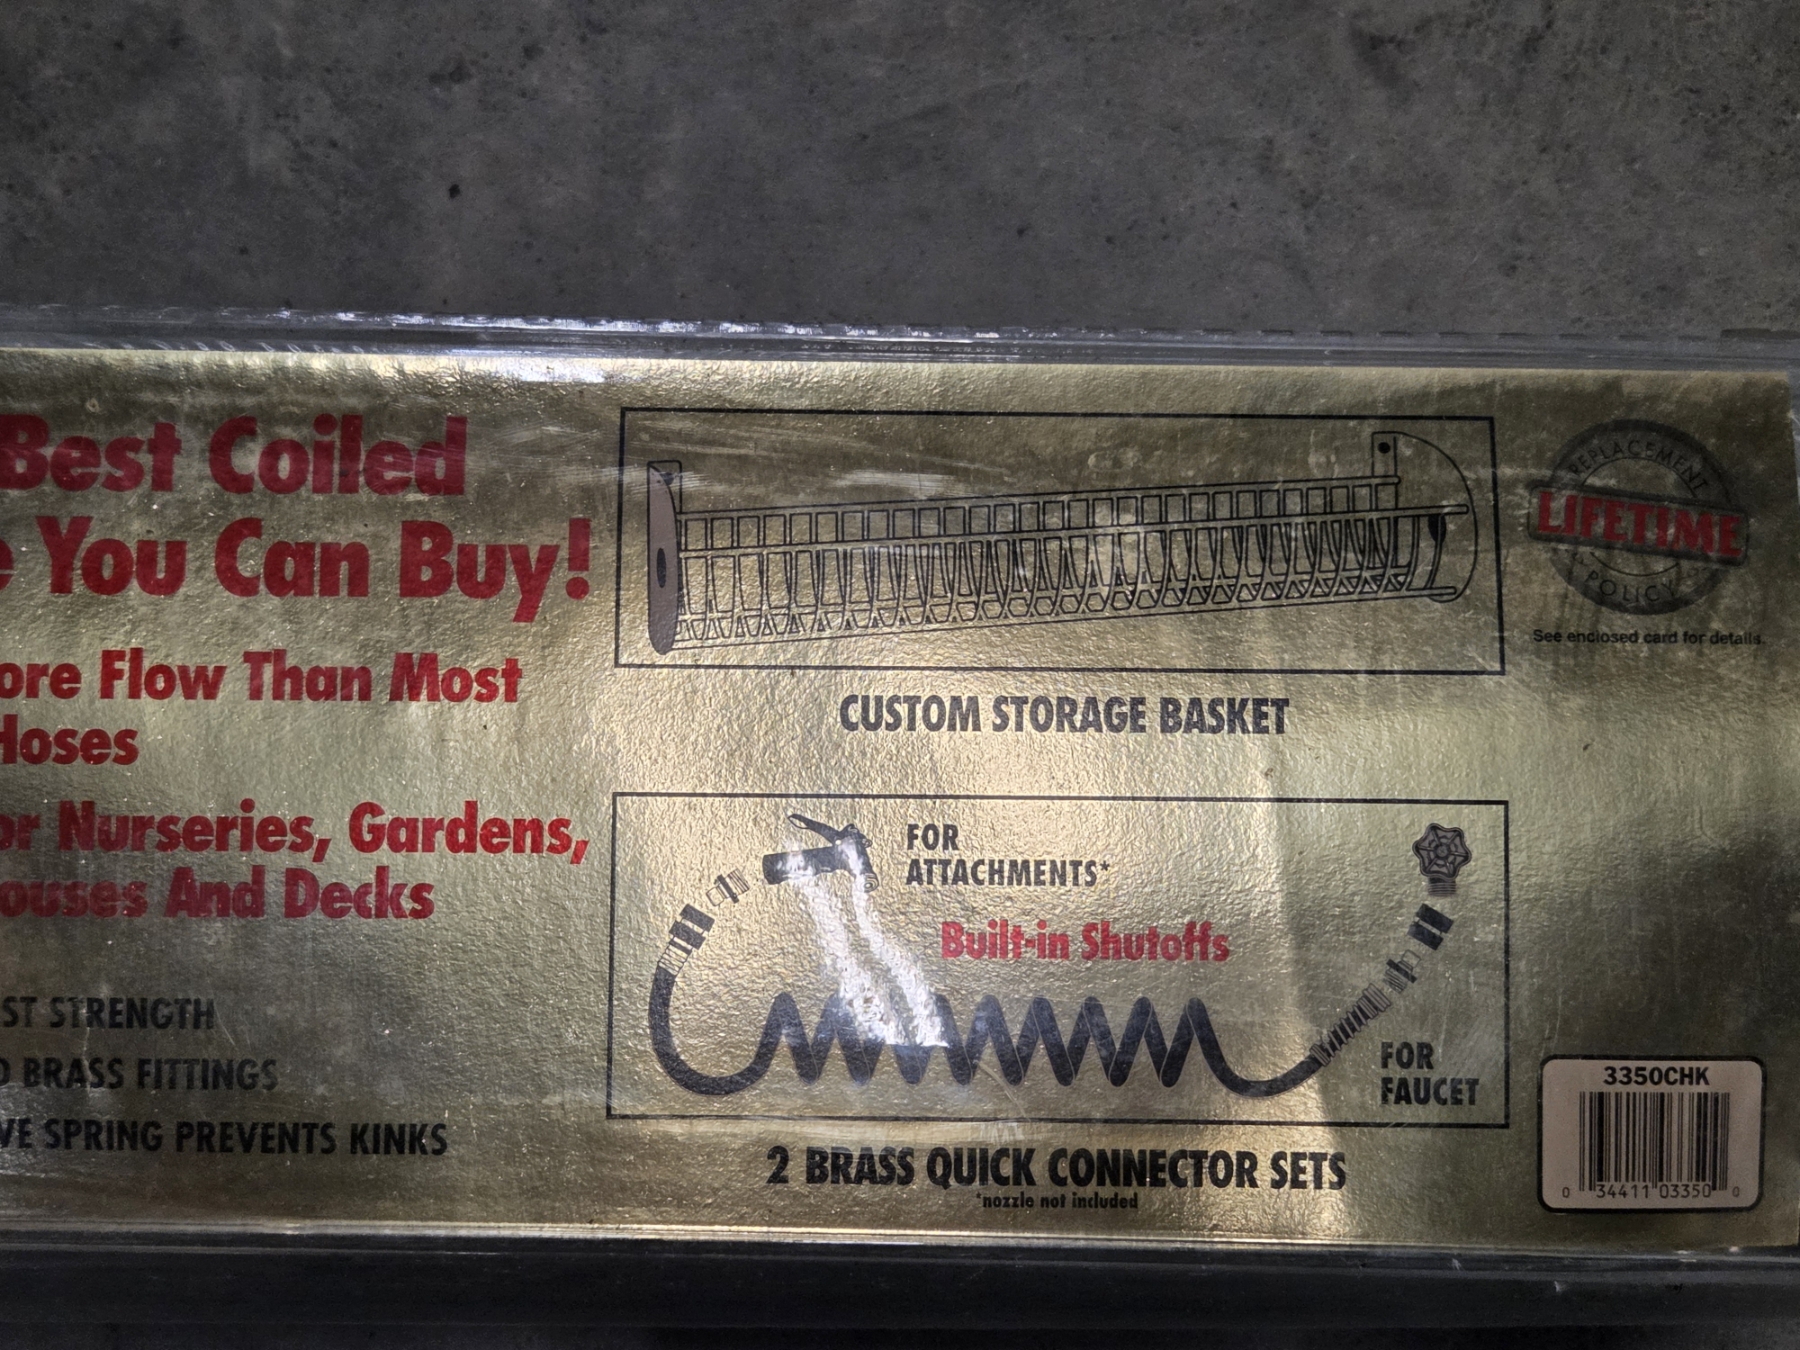 Best Coiled
You Can Buy!
ore Flow Than Most
Hoses
or Nurseries, Gardens,
ouses And Decks
ST STRENGTH
D BRASS FITTINGS
VE SPRING PREVENTS KINKS
CUSTOM STORAGE BASKET
FOR
ATTACHMENTS*
Built-in Shutoffs
FOR
FAUCET
2 BRASS QUICK CONNECTOR SETS
*nozzle not included
REPLACEMENT
LIFETIME
POLICY
See enclosed card for details.
3350CHK
0 34411 03350 0